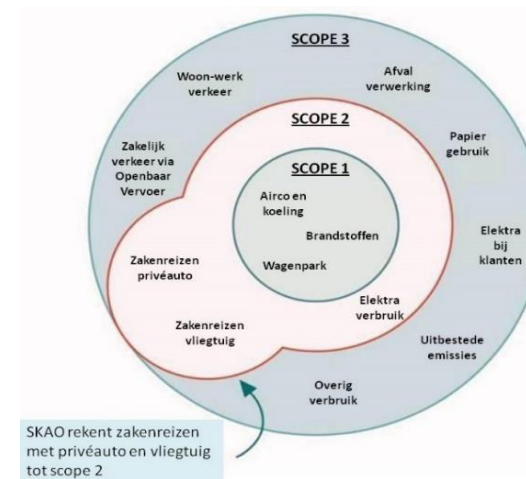 SCOPE 3
Woon-werk
verkeer
Afval
verwerking
SCOPE 2
Zakelijk
verkeer via
Openbaar
Vervoer
Papier
gebruik
SCOPE 1
Airco en
koeling
Brandstoffen
Wagenpark
Elektra
bij
klanten
Zakenreizen
privéauto
Elektra
verbruik
Zakenreizen
vliegtuig
Uitbestede
emissies
Overig
verbruik
SKAO rekent zakenreizen
met privéauto en vliegtuig
tot scope 2